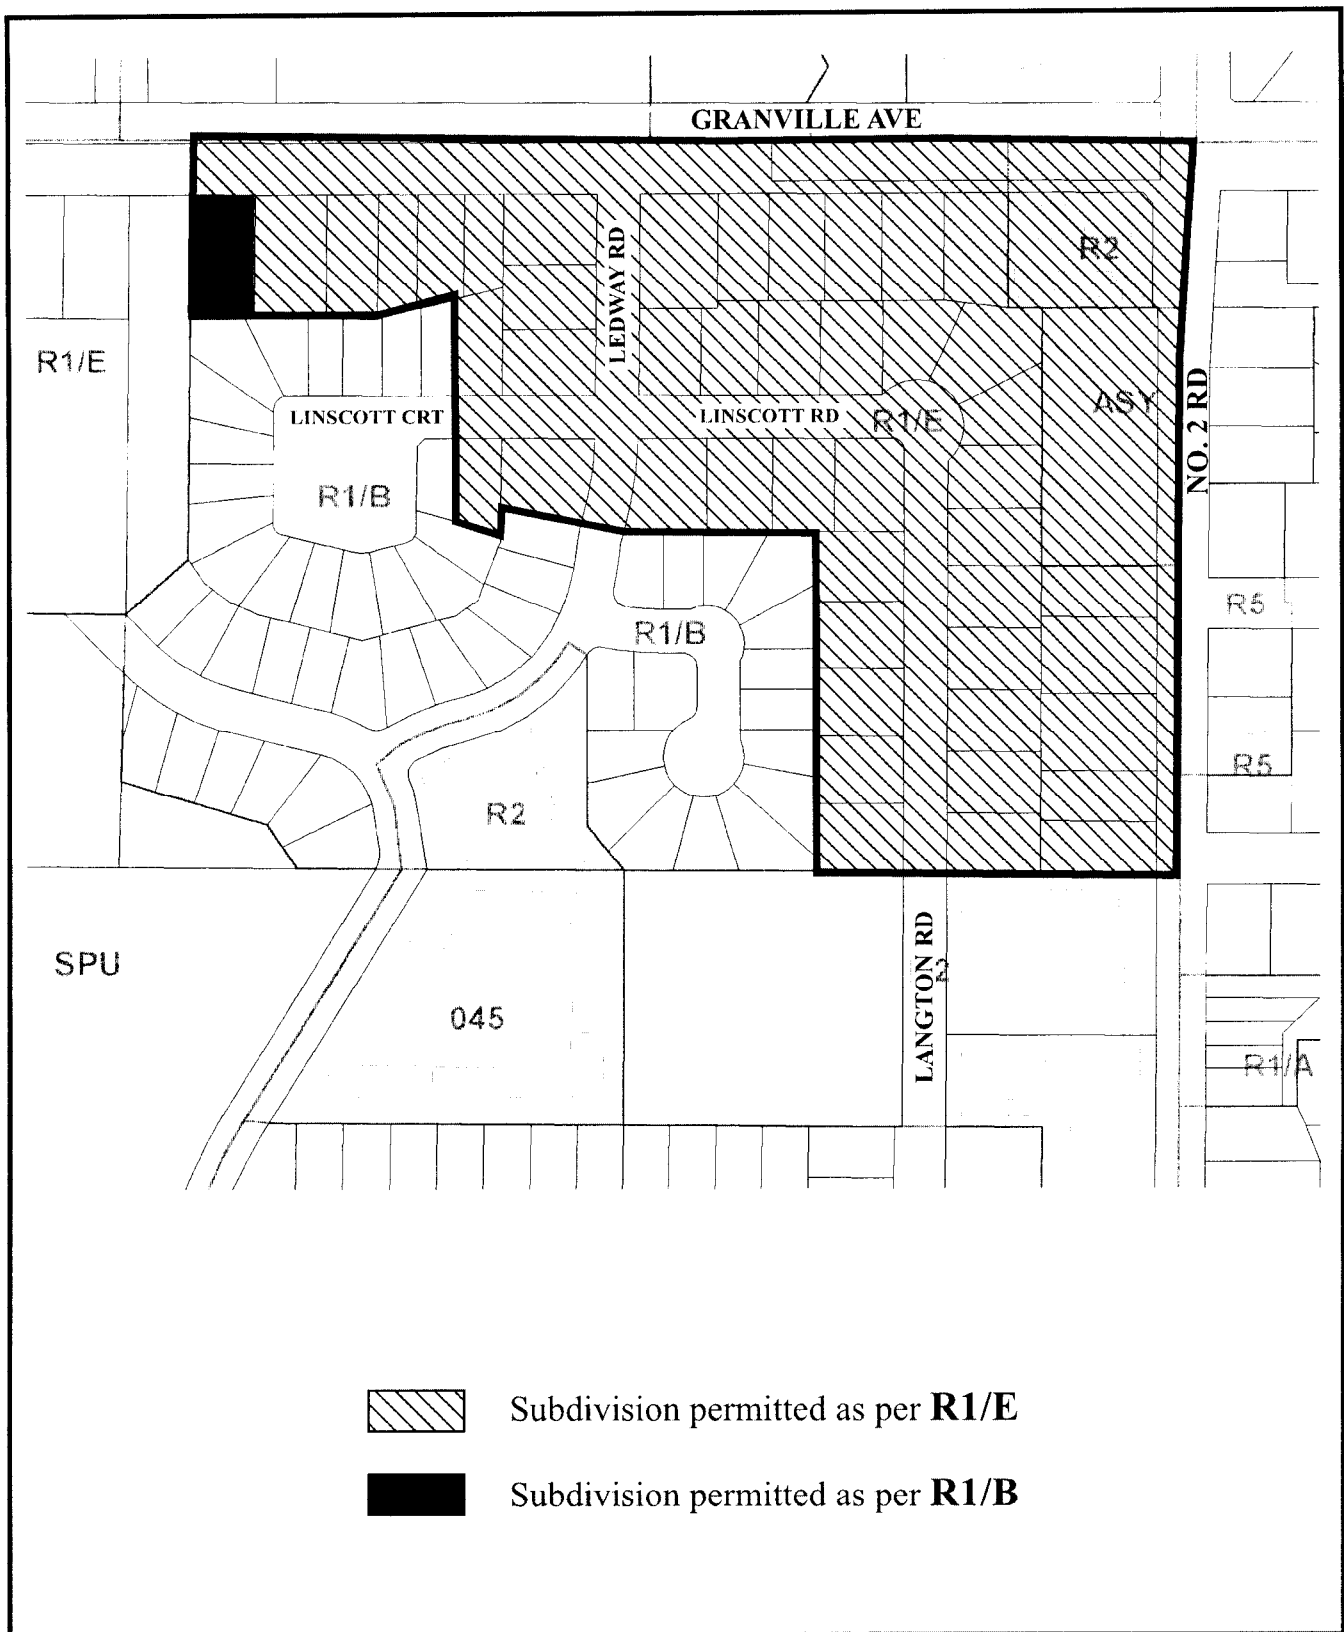 GRANVILLE AVE
R2
LEDWAY RD
R1/E
NO. 2 RD
ASY
LINSCOTT CRT
LINSCOTT RD
R1/E
R1/B
R5
R1/B
R5
R2
SPU
LANGTON RD
2
045
R1/A
Subdivision permitted as per R1/E
Subdivision permitted as per R1/B